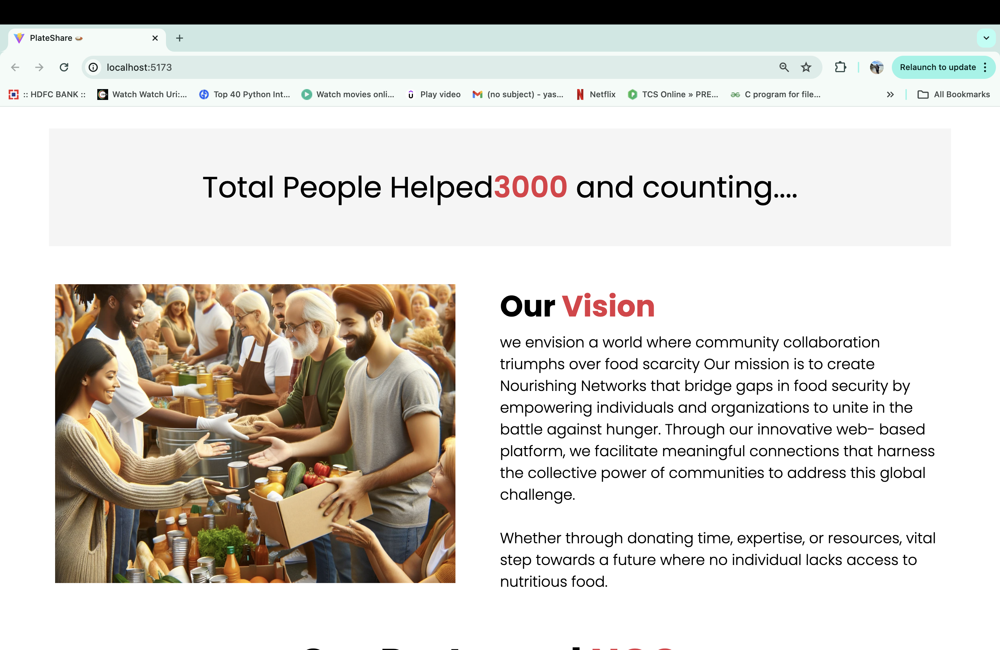 PlateShare
localhost:5173
Relaunch to update
:: HDFC BANK ::
Watch Watch Uri:...
Top 40 Python Int...
Watch movies onli...
Play video
(no subject) - yas...
Netflix
TCS Online » PRE...
C program for file...
All Bookmarks
Total People Helped3000 and counting....
Our Vision
we envision a world where community collaboration
triumphs over food scarcity Our mission is to create
Nourishing Networks that bridge gaps in food security by
empowering individuals and organizations to unite in the
battle against hunger. Through our innovative web- based
platform, we facilitate meaningful connections that harness
the collective power of communities to address this global
challenge.
Whether through donating time, expertise, or resources, vital
step towards a future where no individual lacks access to
nutritious food.